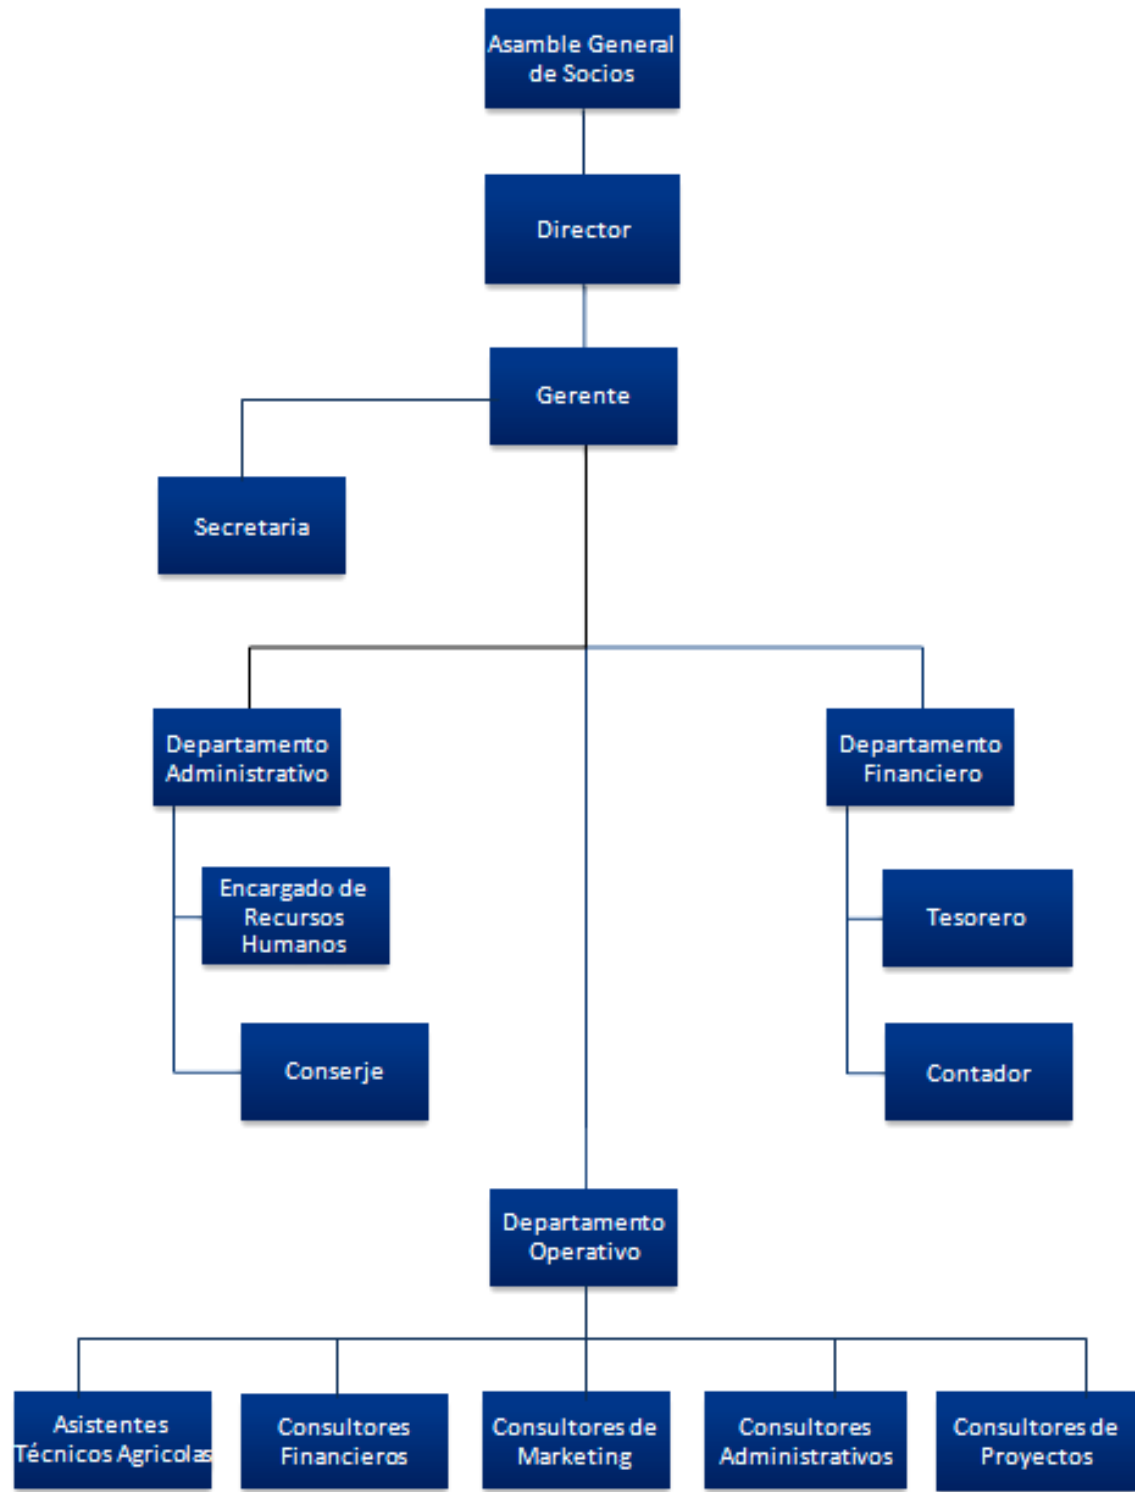 Asamble General
de Socios
Director
Gerente
Secretaria
Departamento
Administrativo
Departamento
Financiero
Encargado de
Recursos
Humanos
Tesorero
Conserje
Contador
Departamento
Operativo
Asistentes
Técnicos Agricolas
Consultores
Financieros
Consultores de
Marketing
Consultores
Administrativos
Consultores de
Proyectos